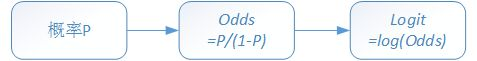 概率P
Odds
=P/(1-P)
Logit
=log(Odds)